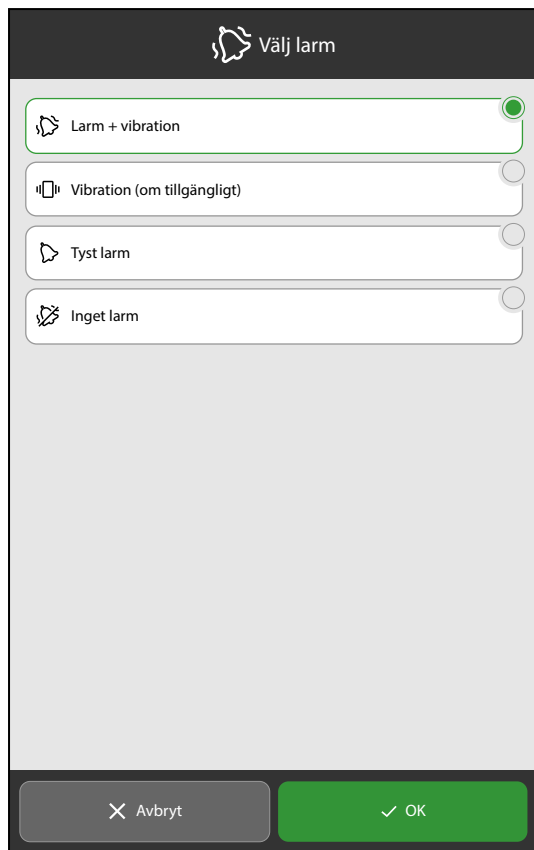 Välj larm
Larm + vibration
Vibration (om tillgängligt)
Tyst larm
Inget larm
Avbryt
OK